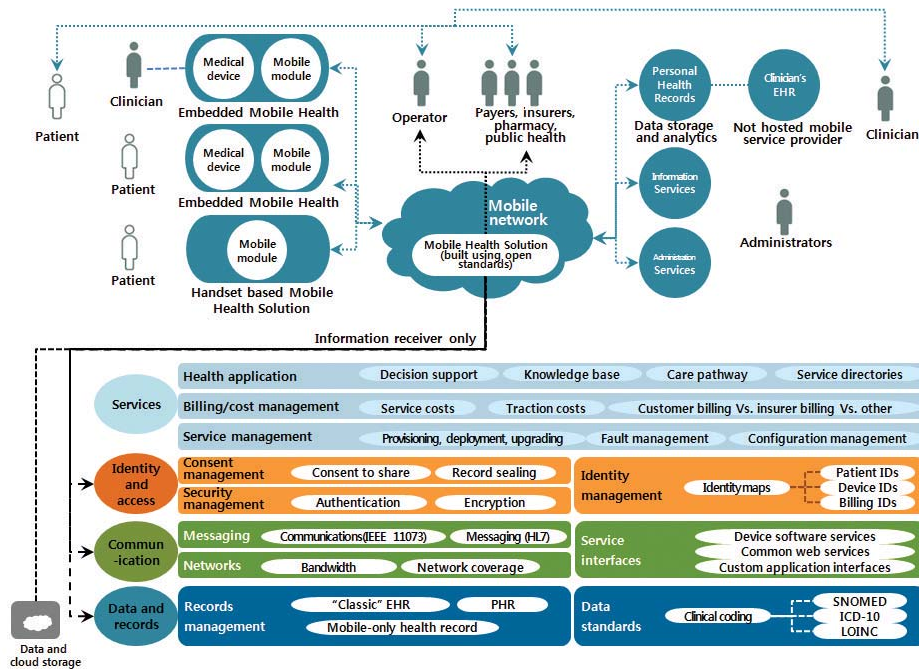 Patient
Clinician
Medical
device
Mobile
module
Embedded Mobile Health
Patient
Medical
device
Mobile
module
Embedded Mobile Health
Patient
Mobile
module
Handset based Mobile
Health Solution
Operator
Payers, insurers,
pharmacy,
public health
Mobile
network
Mobile Health Solution
(built using open
standards)
Personal
Health
Records
Data storage
and analytics
Clinician's
EHR
Not hosted mobile
service provider
Clinician
Information
Services
Administration
Services
Administrators
Information receiver only
Services
Health application
Decision support
Knowledge base
Care pathway
Service directories
Billing/cost management
Service costs
Traction costs
Customer billing Vs. insurer billing Vs. other
Service management
Provisioning, deployment, upgrading
Fault management
Configuration management
Identity
and
access
Consent
management
Consent to share
Record sealing
Security
management
Authentication
Encryption
Identity
management
Identity maps
Patient IDs
Device IDs
Billing IDs
Commun
-ication
Messaging
Communications(IEEE 11073)
Messaging (HL7)
Networks
Bandwidth
Network coverage
Service
interfaces
Device software services
Common web services
Custom application interfaces
Data and
records
Records
management
"Classic" EHR
PHR
Mobile-only health record
Data
standards
Clinical coding
SNOMED
ICD-10
LOINC
Data and
cloud storage